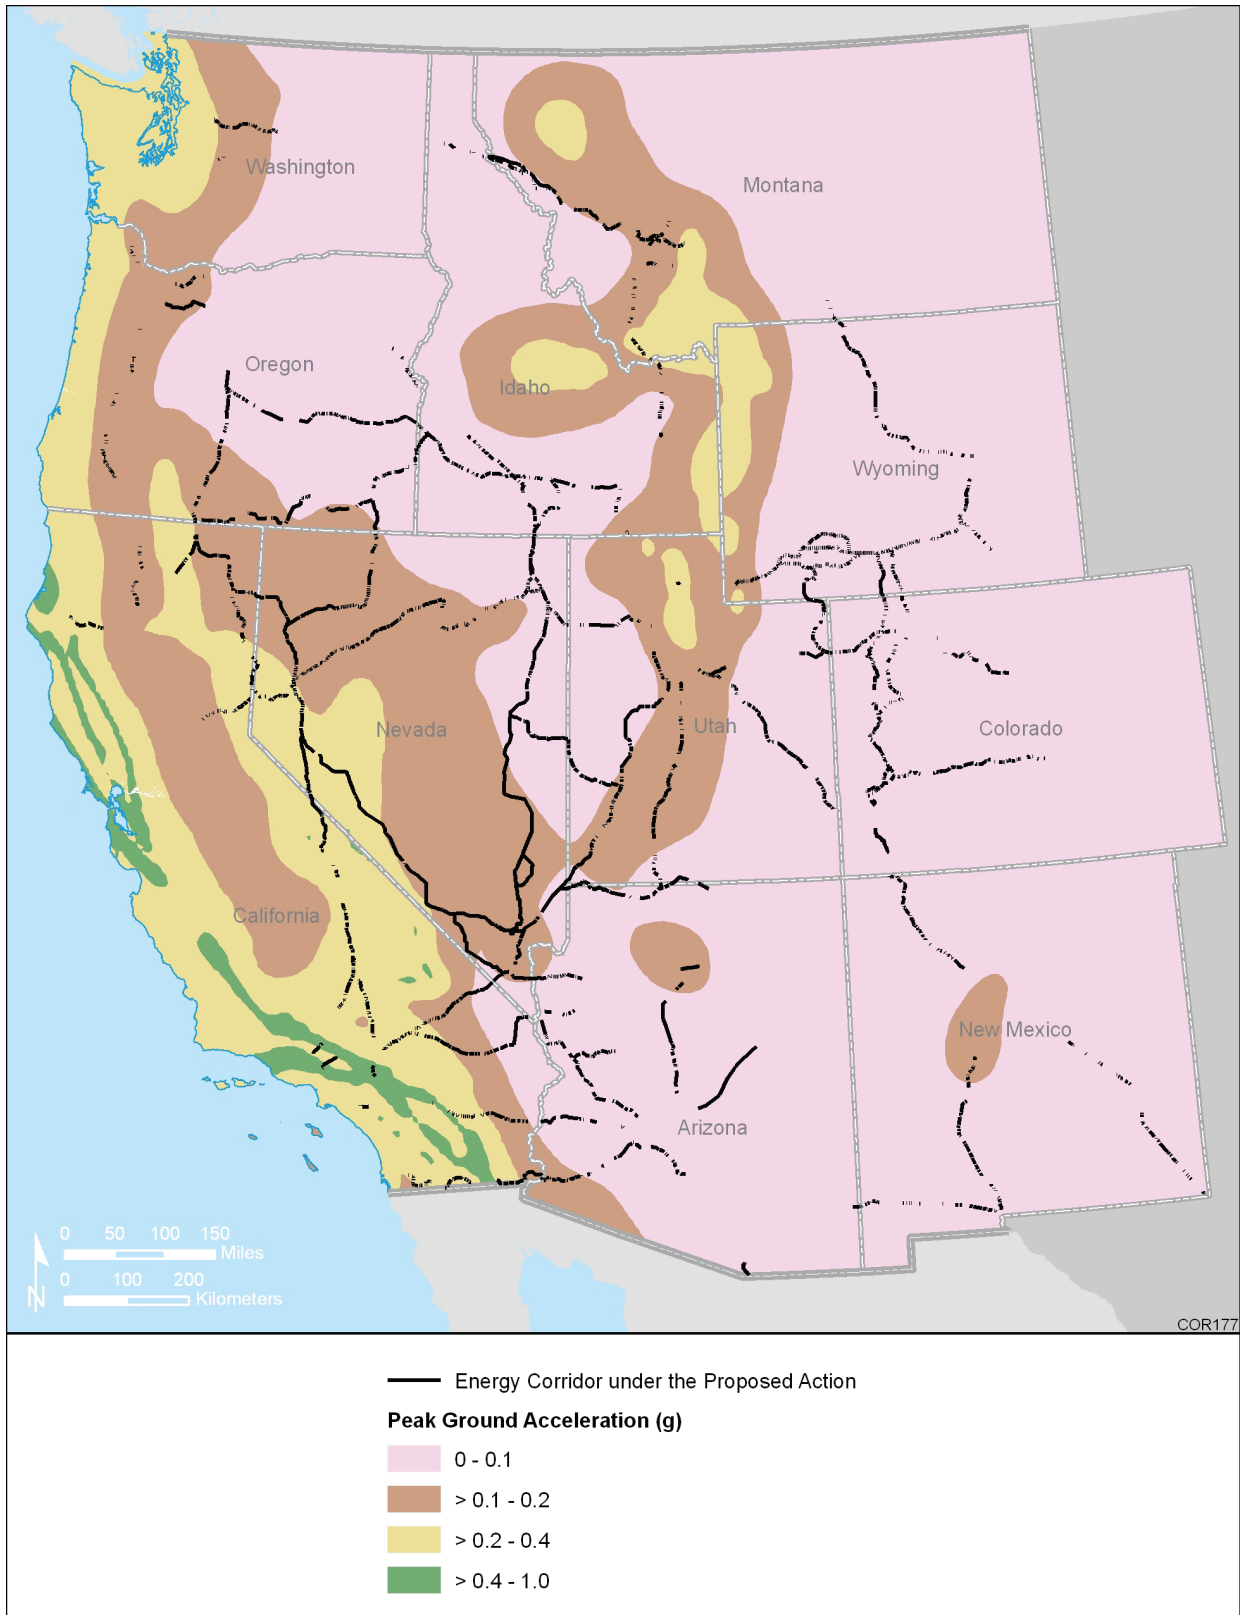 Washington
Montana
Oregon
Idaho
Wyoming
Nevada
Utah
Colorado
California
New Mexico
Arizona
0 50 100 150
Miles
0 100 200
Kilometers
N
COR177
Energy Corridor under the Proposed Action
Peak Ground Acceleration (g)
0 - 0.1
> 0.1 - 0.2
> 0.2 - 0.4
> 0.4 - 1.0